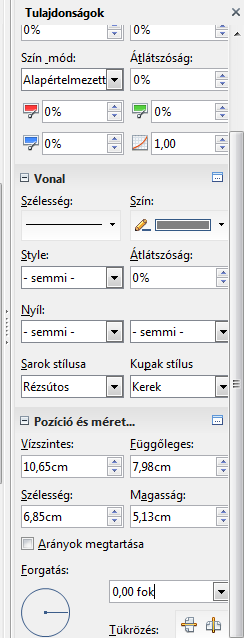 Tulajdonságok
0% 0%
Szín_mód: Átlátszóság:
Alapértelmezett 0%
0% 0%
0% 1,00
Vonal
Szélesség: Szín:
Style: Átlátszóság:
- semmi - 0%
Nyíl:
- semmi - - semmi -
Sarok stílusa Kupak stílus
Rézsútos Kerek
Pozíció és méret...
Vízszintes: Függőleges:
10,65cm 7,98cm
Szélesség: Magasság:
6,85cm 5,13cm
Arányok megtartása
Forgatás:
0,00 fok
Tükrözés: